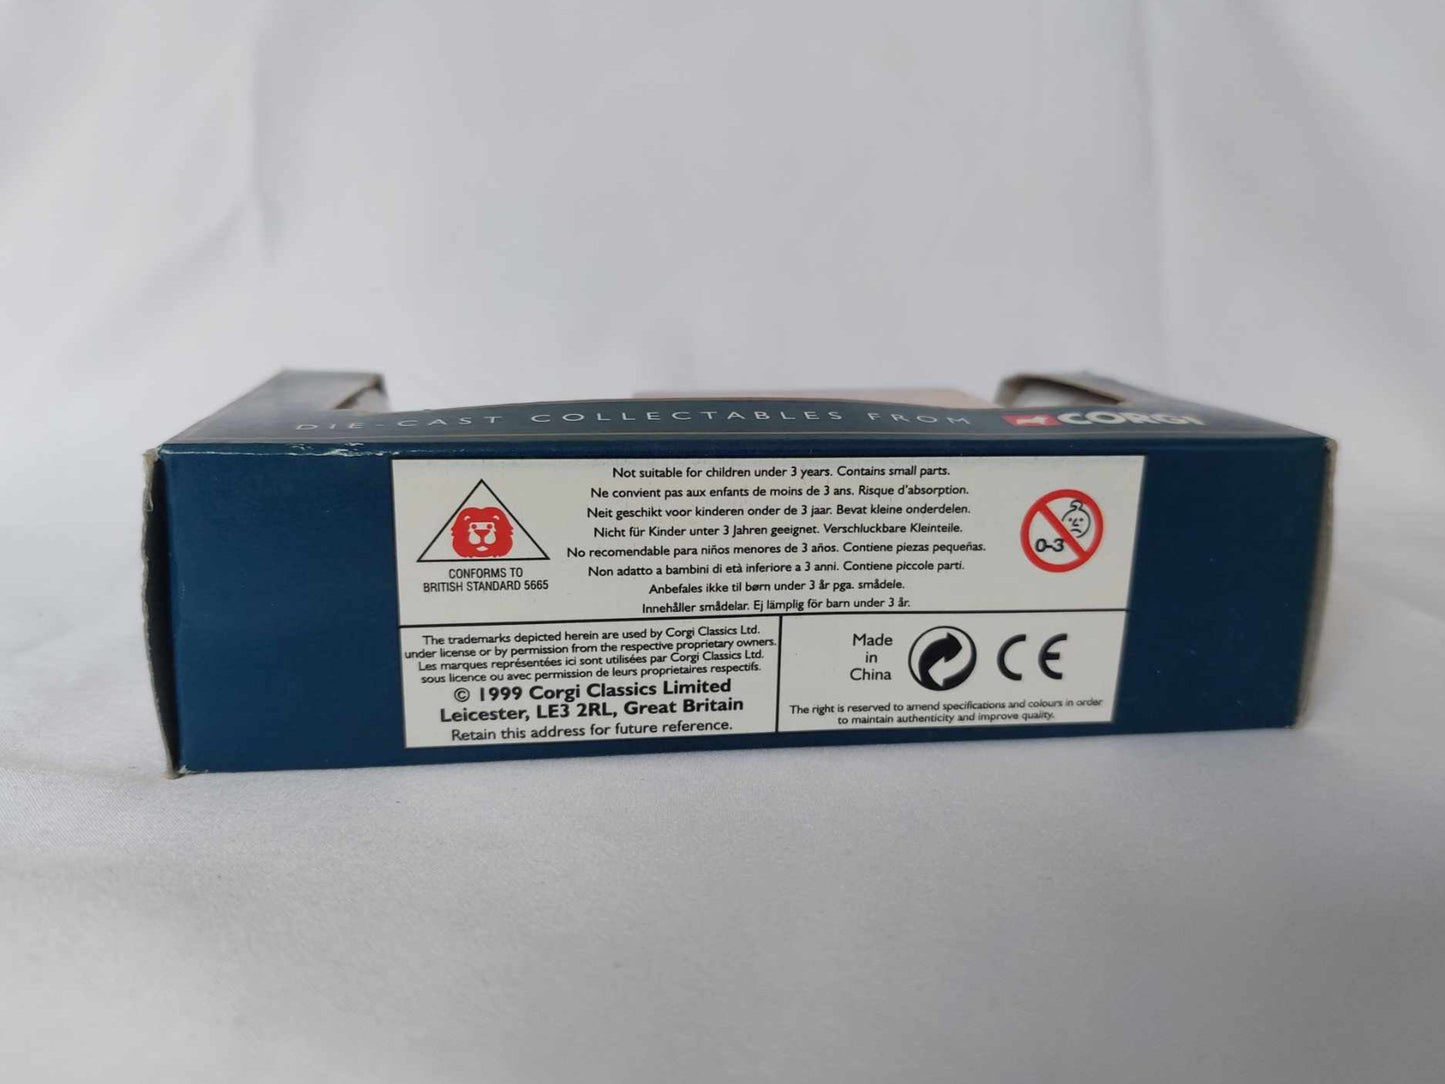 DIE-CAST COLLECTABLES FROM CORGI
Not suitable for children under 3 years. Contains small parts.
Ne convient pas aux enfants de moins de 3 ans. Risque d'absorption.
Neit geschikt voor kinderen onder de 3 jaar. Bevat kleine onderdelen.
Nicht für Kinder unter 3 Jahren geeignet. Verschluckbare Kleinteile.
No recomendable para niños menores de 3 años. Contiene piezas pequeñas.
Non adatto a bambini di età inferiore a 3 anni. Contiene piccole parti.
Anbefales ikke til børn under 3 år pga. smådele.
Innehåller smådelar. Ej lämplig för barn under 3 år.
CONFORMS TO
BRITISH STANDARD 5665
0-3
The trademarks depicted herein are used by Corgi Classics Ltd.
under license or by permission from the respective proprietary owners.
Les marques représentées ici sont utilisées par Corgi Classics Ltd.
sous licence ou avec permission de leurs proprietaires respectifs.
© 1999 Corgi Classics Limited
Leicester, LE3 2RL, Great Britain
Retain this address for future reference.
Made
in
China
CE
The right is reserved to amend specifications and colours in order
to maintain authenticity and improve quality.